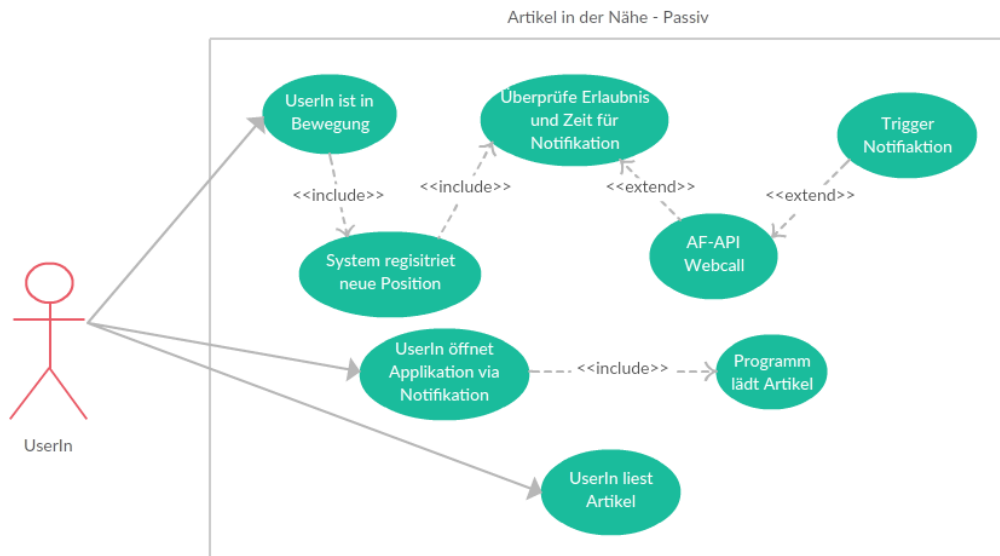 Artikel in der Nähe - Passiv
UserIn ist in
Bewegung
Überprüfe Erlaubnis
und Zeit für
Notifikation
Trigger
Notifiaktion
<<include>>
<<include>>
<<extend>>
<<extend>>
System regisitriet
neue Position
AF-API
Webcall
UserIn öffnet
Applikation via
Notifikation
<<include>>
Programm
lädt Artikel
UserIn
UserIn liest
Artikel